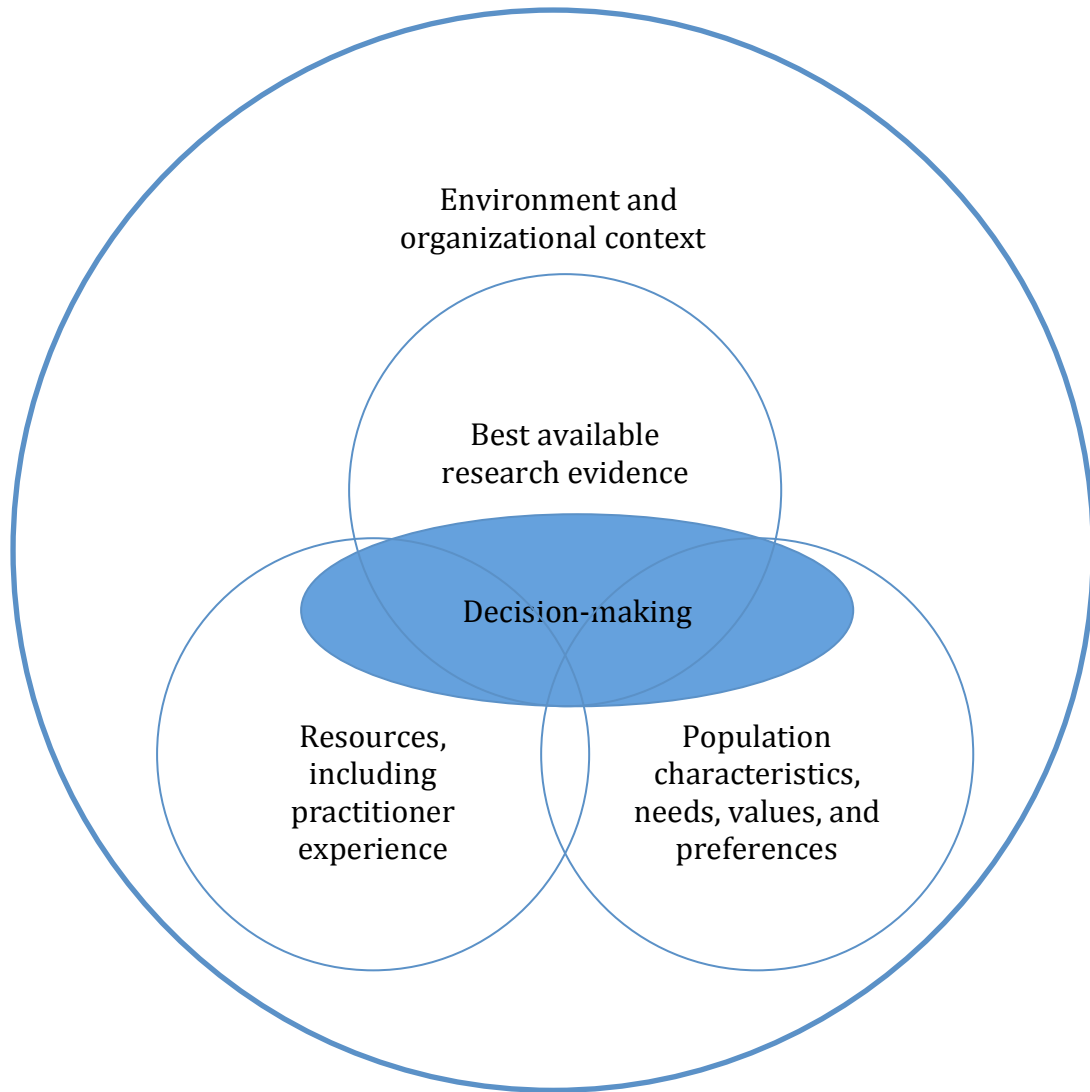 Environment and
organizational context
Best available
research evidence
Decision-making
Resources,
including
practitioner
experience
Population
characteristics,
needs, values, and
preferences